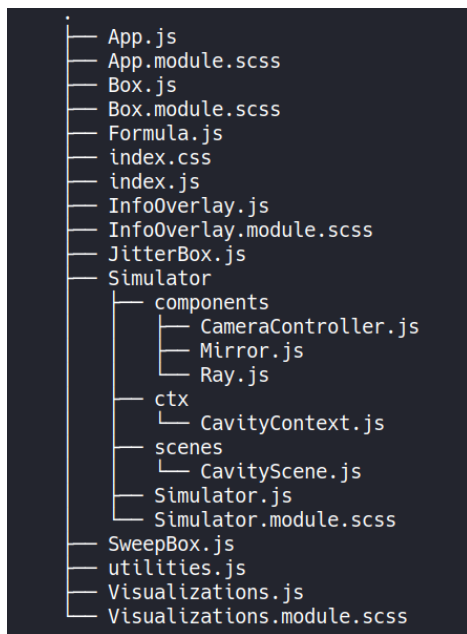 .
├── App.js
├── App.module.scss
├── Box.js
├── Box.module.scss
├── Formula.js
├── index.css
├── index.js
├── InfoOverlay.js
├── InfoOverlay.module.scss
├── JitterBox.js
├── Simulator
│   ├── components
│   │   ├── CameraController.js
│   │   ├── Mirror.js
│   │   └── Ray.js
│   ├── ctx
│   │   └── CavityContext.js
│   ├── scenes
│   │   └── CavityScene.js
│   ├── Simulator.js
│   └── Simulator.module.scss
├── SweepBox.js
├── utilities.js
├── Visualizations.js
└── Visualizations.module.scss